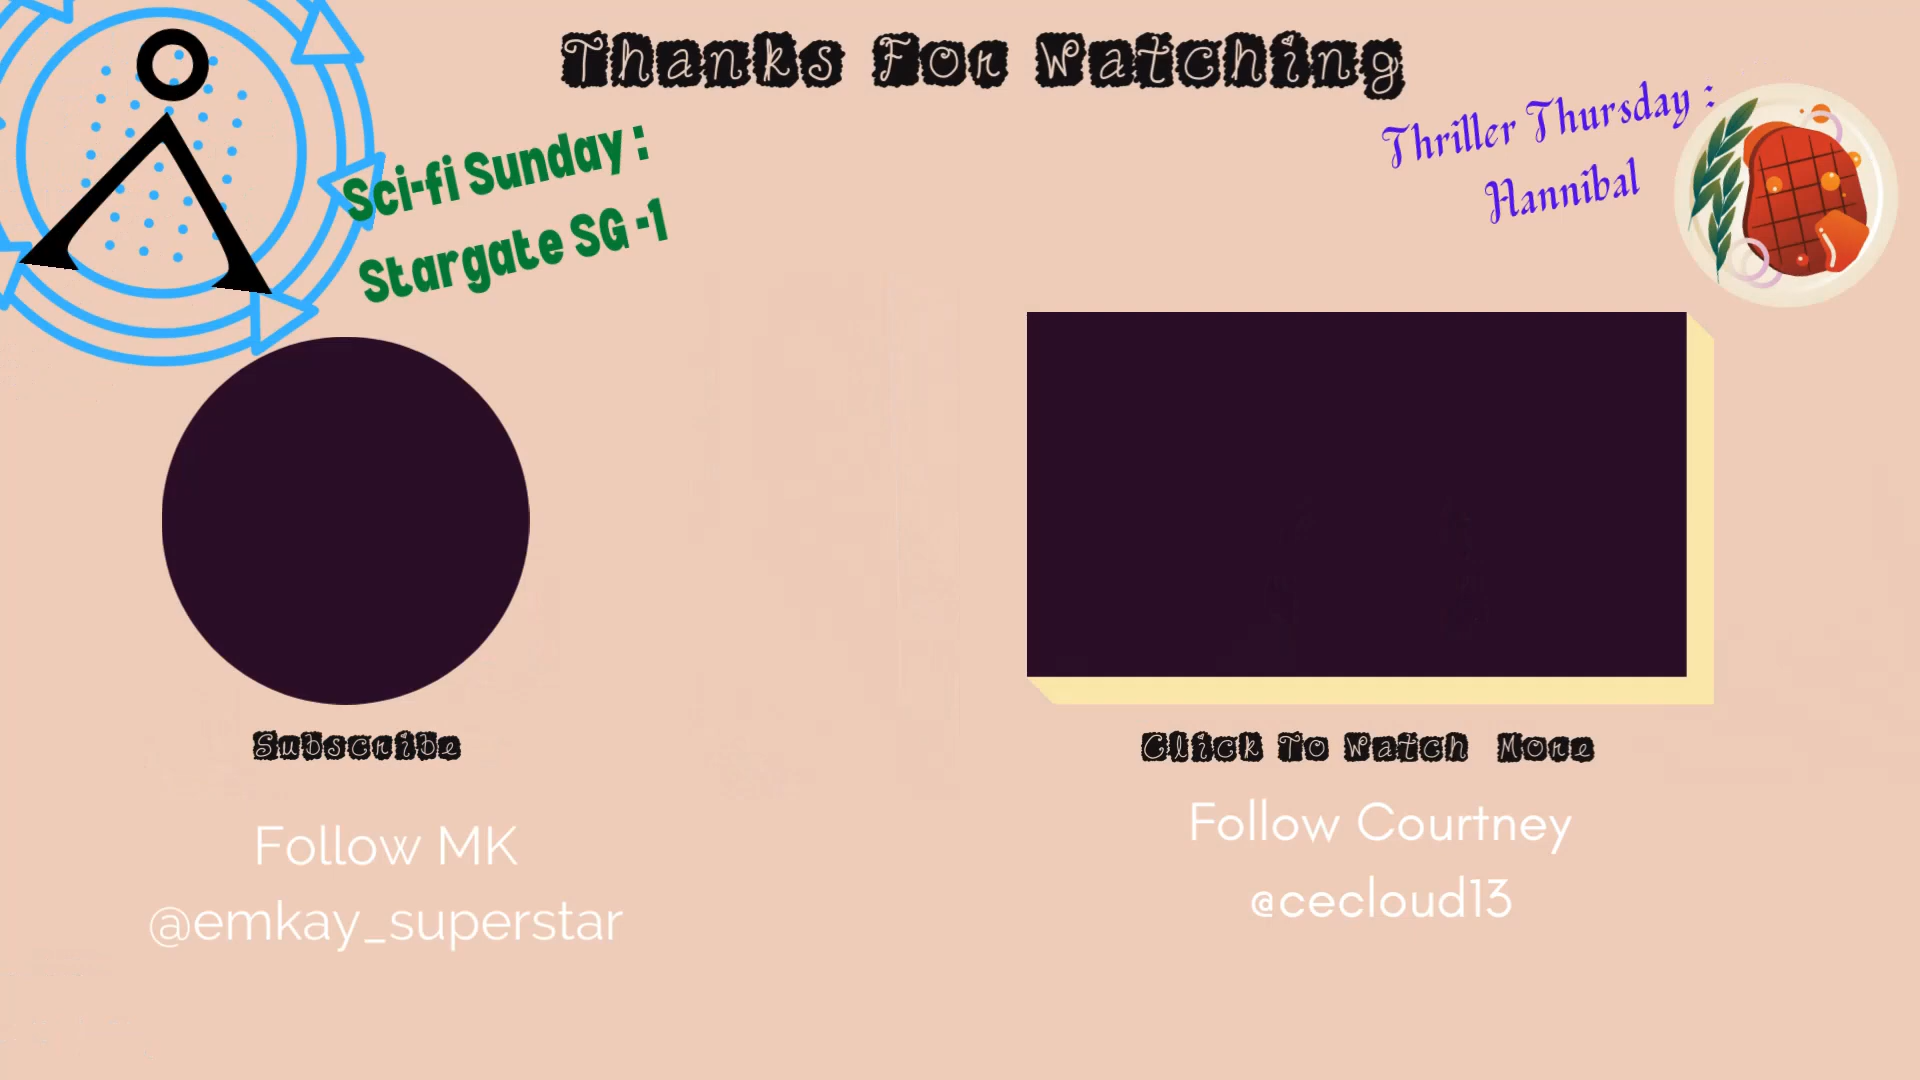 Thanks For Watching
Sci-fi Sunday :
Stargate SG -1
Thriller Thursday :
Hannibal
Subscribe
Click To Watch More
Follow MK
@emkay_superstar
Follow Courtney
@cecloud13